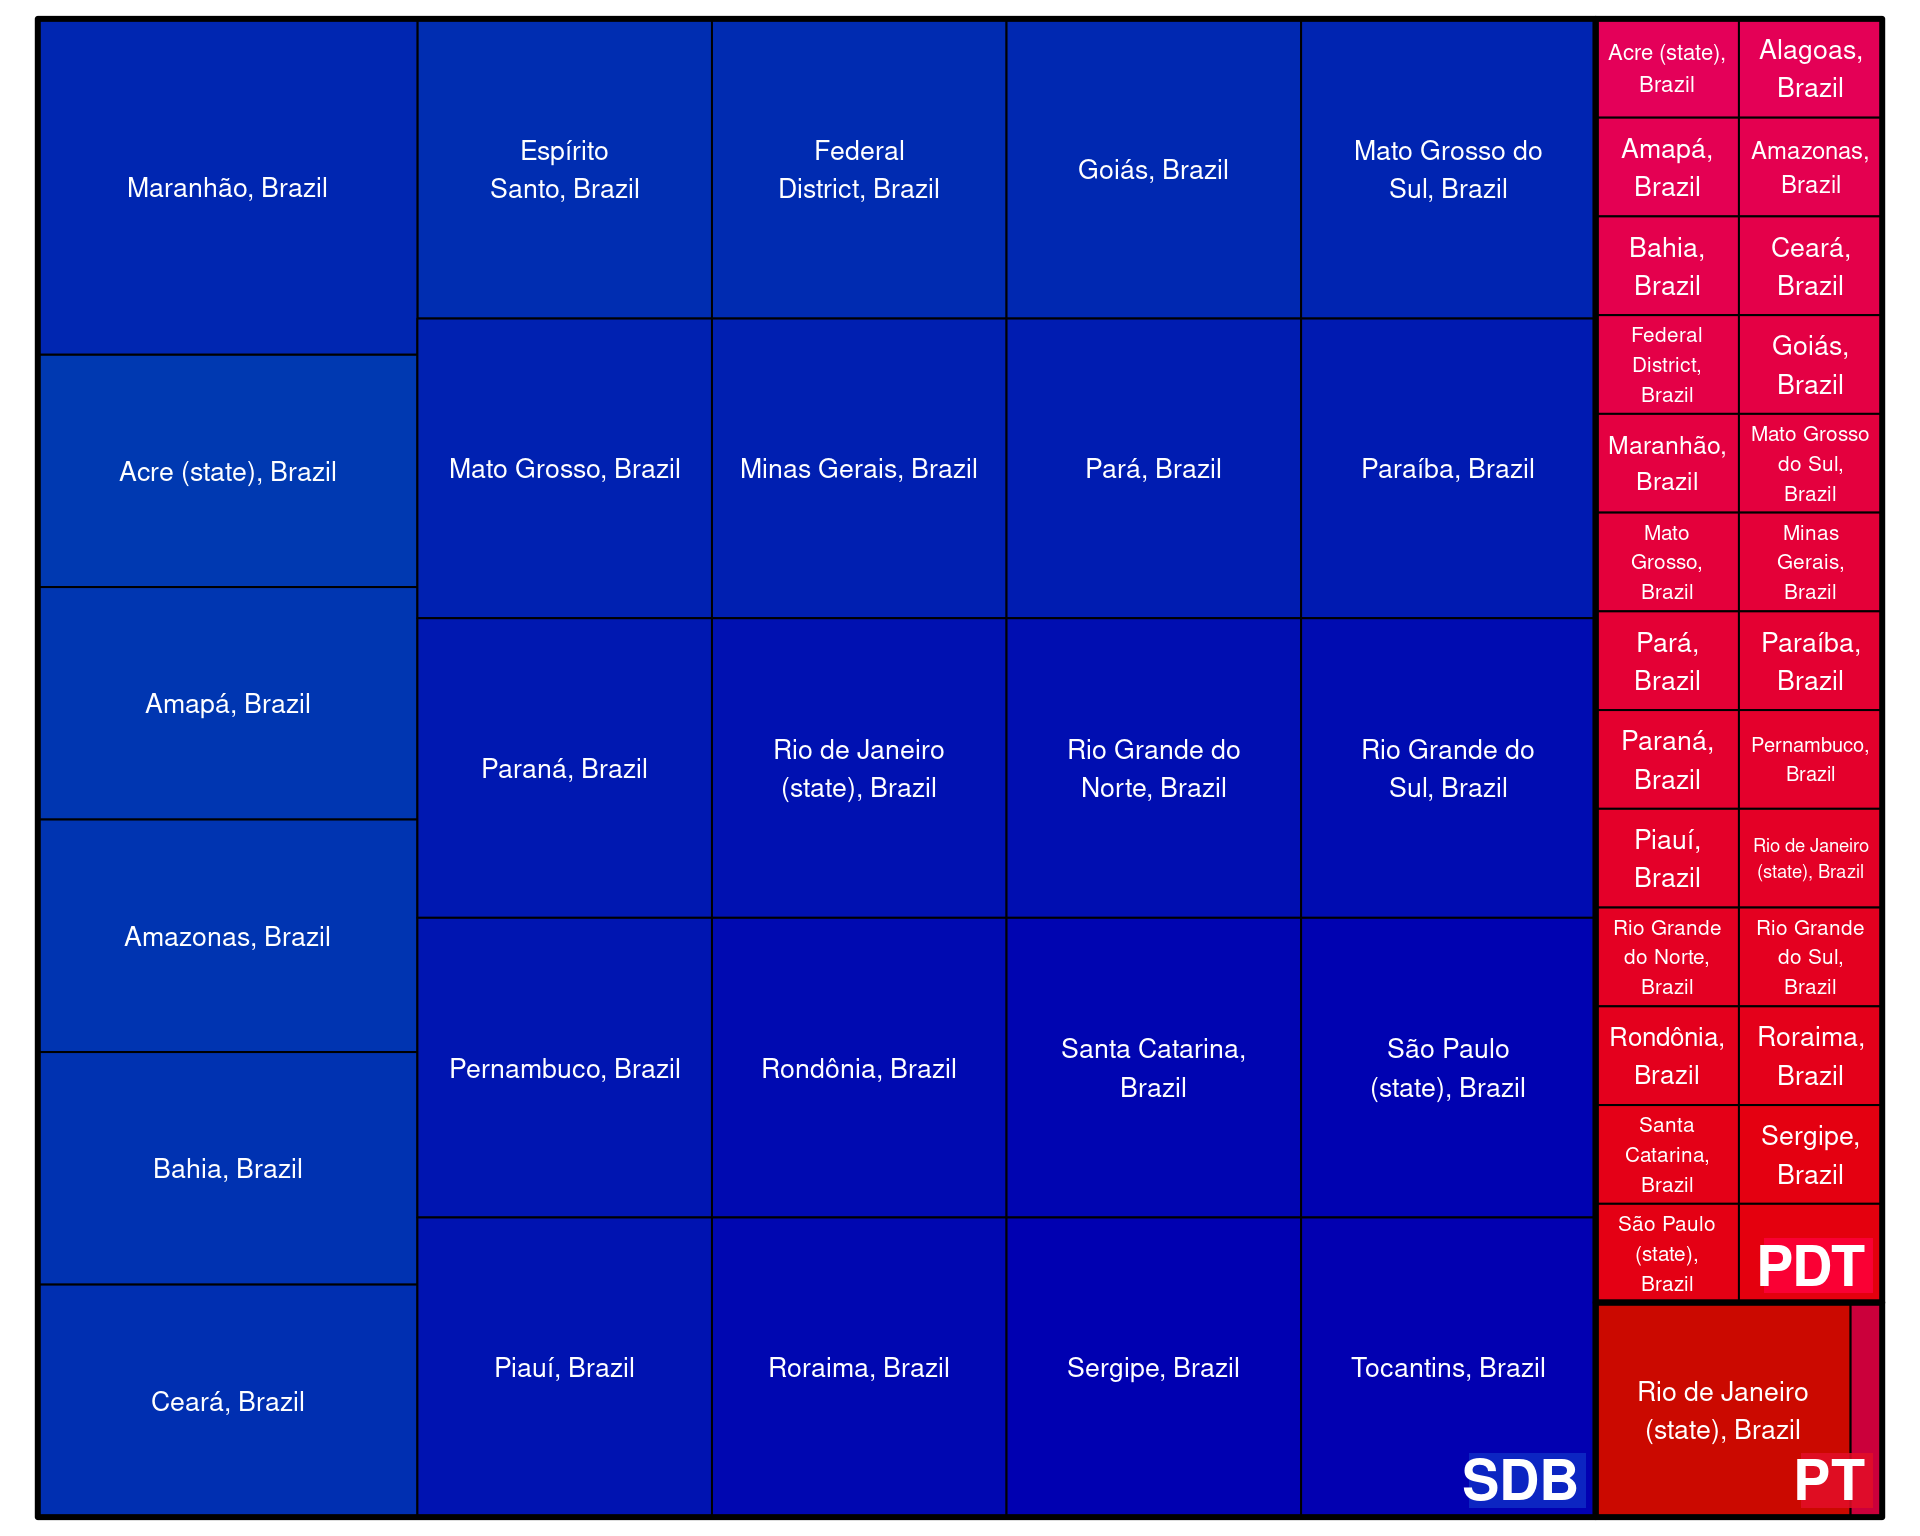 Maranhão, Brazil
Acre (state), Brazil
Amapá, Brazil
Amazonas, Brazil
Bahia, Brazil
Ceará, Brazil
Espírito
Santo, Brazil
Federal
District, Brazil
Goiás, Brazil
Mato Grosso do
Sul, Brazil
Mato Grosso, Brazil
Minas Gerais, Brazil
Pará, Brazil
Paraíba, Brazil
Paraná, Brazil
Rio de Janeiro
(state), Brazil
Rio Grande do
Norte, Brazil
Rio Grande do
Sul, Brazil
Pernambuco, Brazil
Rondônia, Brazil
Santa Catarina,
Brazil
São Paulo
(state), Brazil
Piauí, Brazil
Roraima, Brazil
Sergipe, Brazil
Tocantins, Brazil
SDB
Acre (state),
Brazil
Alagoas,
Brazil
Amapá,
Brazil
Amazonas,
Brazil
Bahia,
Brazil
Ceará,
Brazil
Federal
District,
Brazil
Goiás,
Brazil
Maranhão,
Brazil
Mato Grosso
do Sul,
Brazil
Mato
Grosso,
Brazil
Minas
Gerais,
Brazil
Pará,
Brazil
Paraíba,
Brazil
Paraná,
Brazil
Pernambuco,
Brazil
Piauí,
Brazil
Rio de Janeiro
(state), Brazil
Rio Grande
do Norte,
Brazil
Rio Grande
do Sul,
Brazil
Rondônia,
Brazil
Roraima,
Brazil
Santa
Catarina,
Brazil
Sergipe,
Brazil
São Paulo
(state),
Brazil
PDT
Rio de Janeiro
(state), Brazil
PT